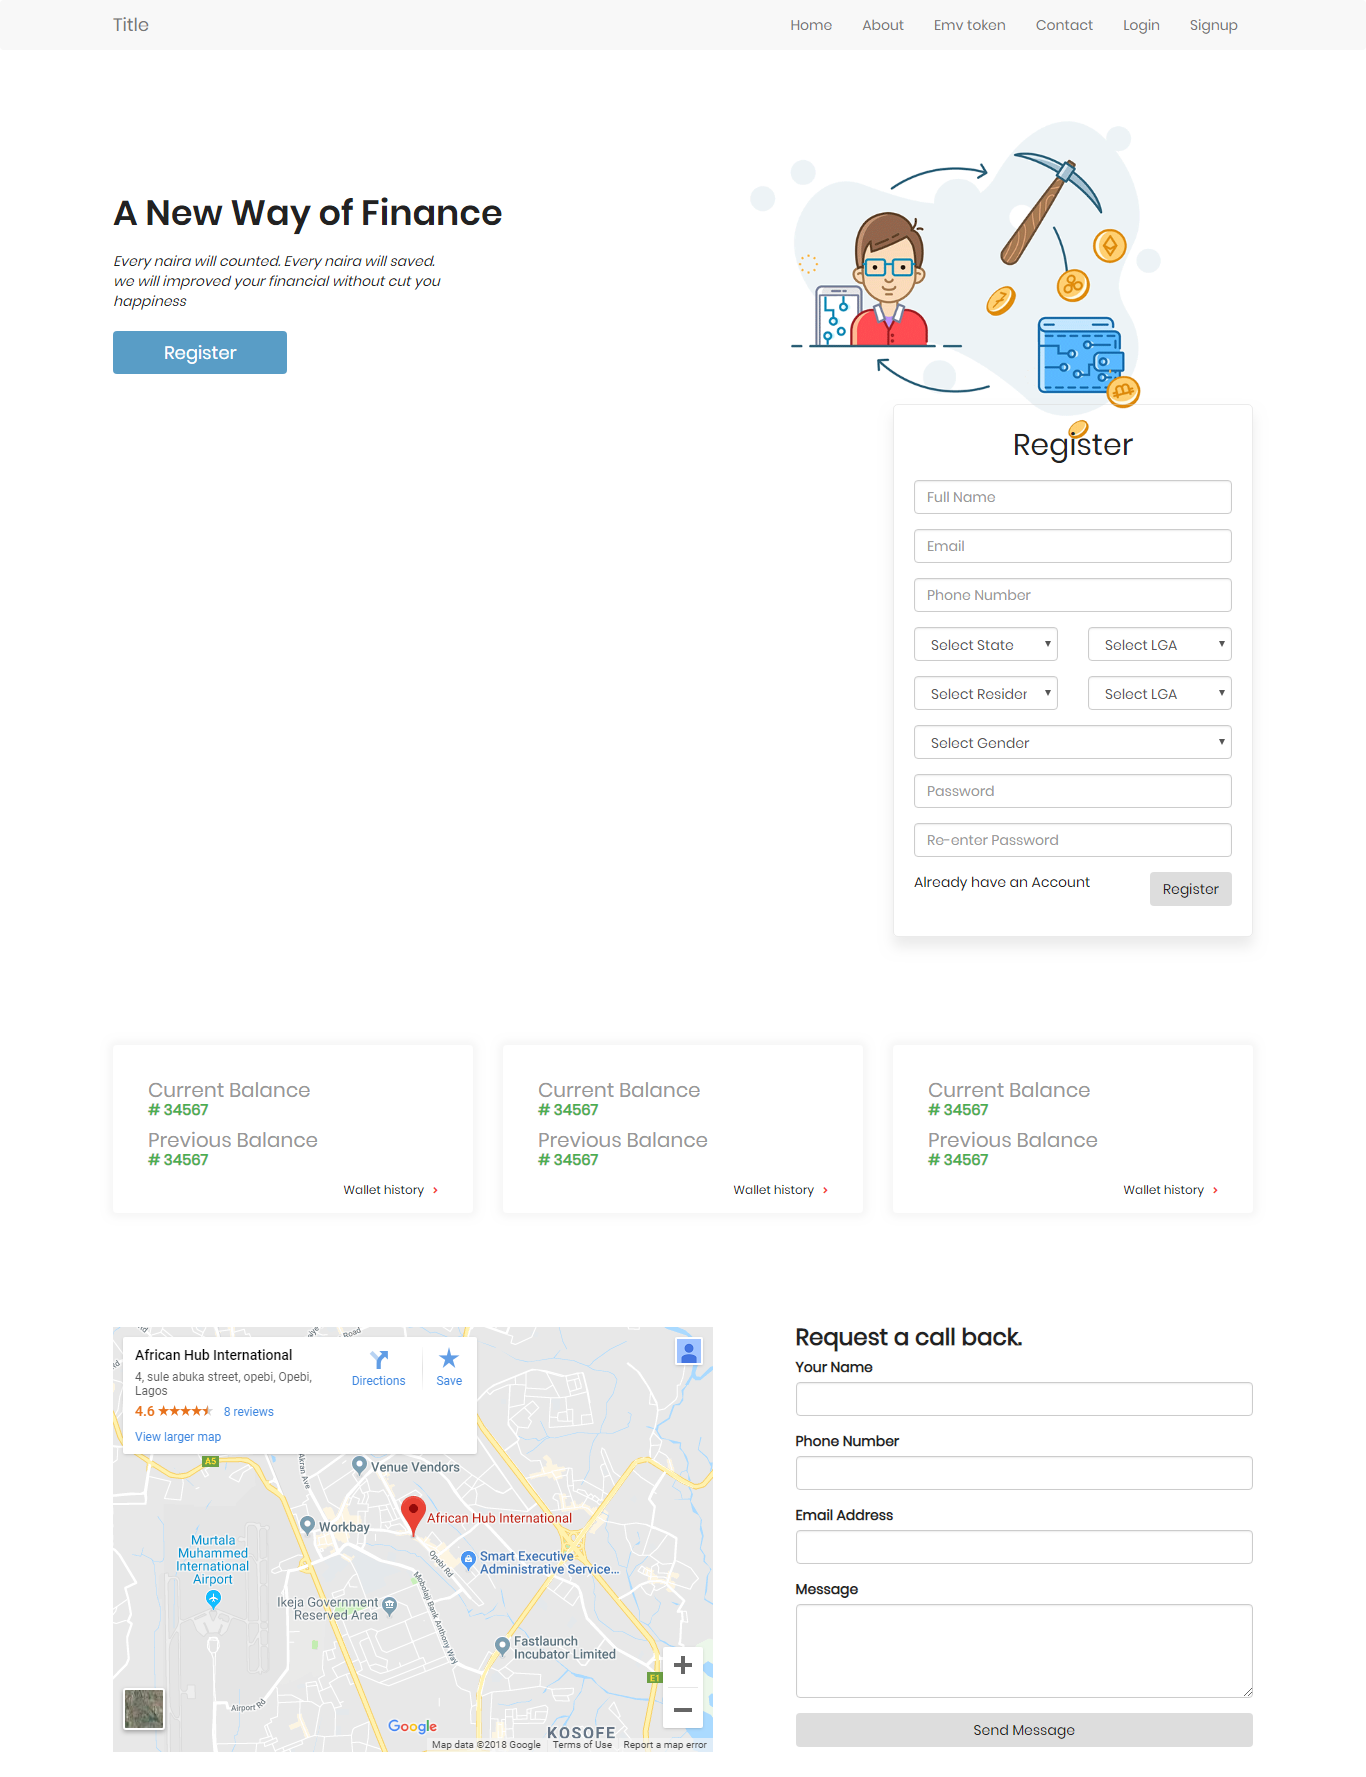 Title
Home
About
Emv token
Contact
Login
Signup
A New Way of Finance
Every naira will counted. Every naira will saved.
we will improved your financial without cut you
happiness
Register
Register
Full Name
Email
Phone Number
Select State
Select LGA
Select Resider
Select LGA
Select Gender
Password
Re-enter Password
Already have an Account
Register
Current Balance
# 34567
Previous Balance
# 34567
Wallet history
Current Balance
# 34567
Previous Balance
# 34567
Wallet history
Current Balance
# 34567
Previous Balance
# 34567
Wallet history
African Hub International
4, sule abuka street, opebi, Opebi,
Lagos
4.6
8 reviews
View larger map
Directions
Save
Road
A5
Akran Ave
Venue Vendors
African Hub International
Workbay
Murtala
Muhammed
International
Airport
Opebi Rd
Smart Executive
Administrative Service...
Mobolaji Bank Anthony Way
Ikeja Government
Reserved Area
Fastlaunch
Incubator Limited
E1
Airport Rd
Google
KOSOFE
Map data ©2018 Google
Terms of Use
Report a map error
Request a call back.
Your Name
Phone Number
Email Address
Message
Send Message